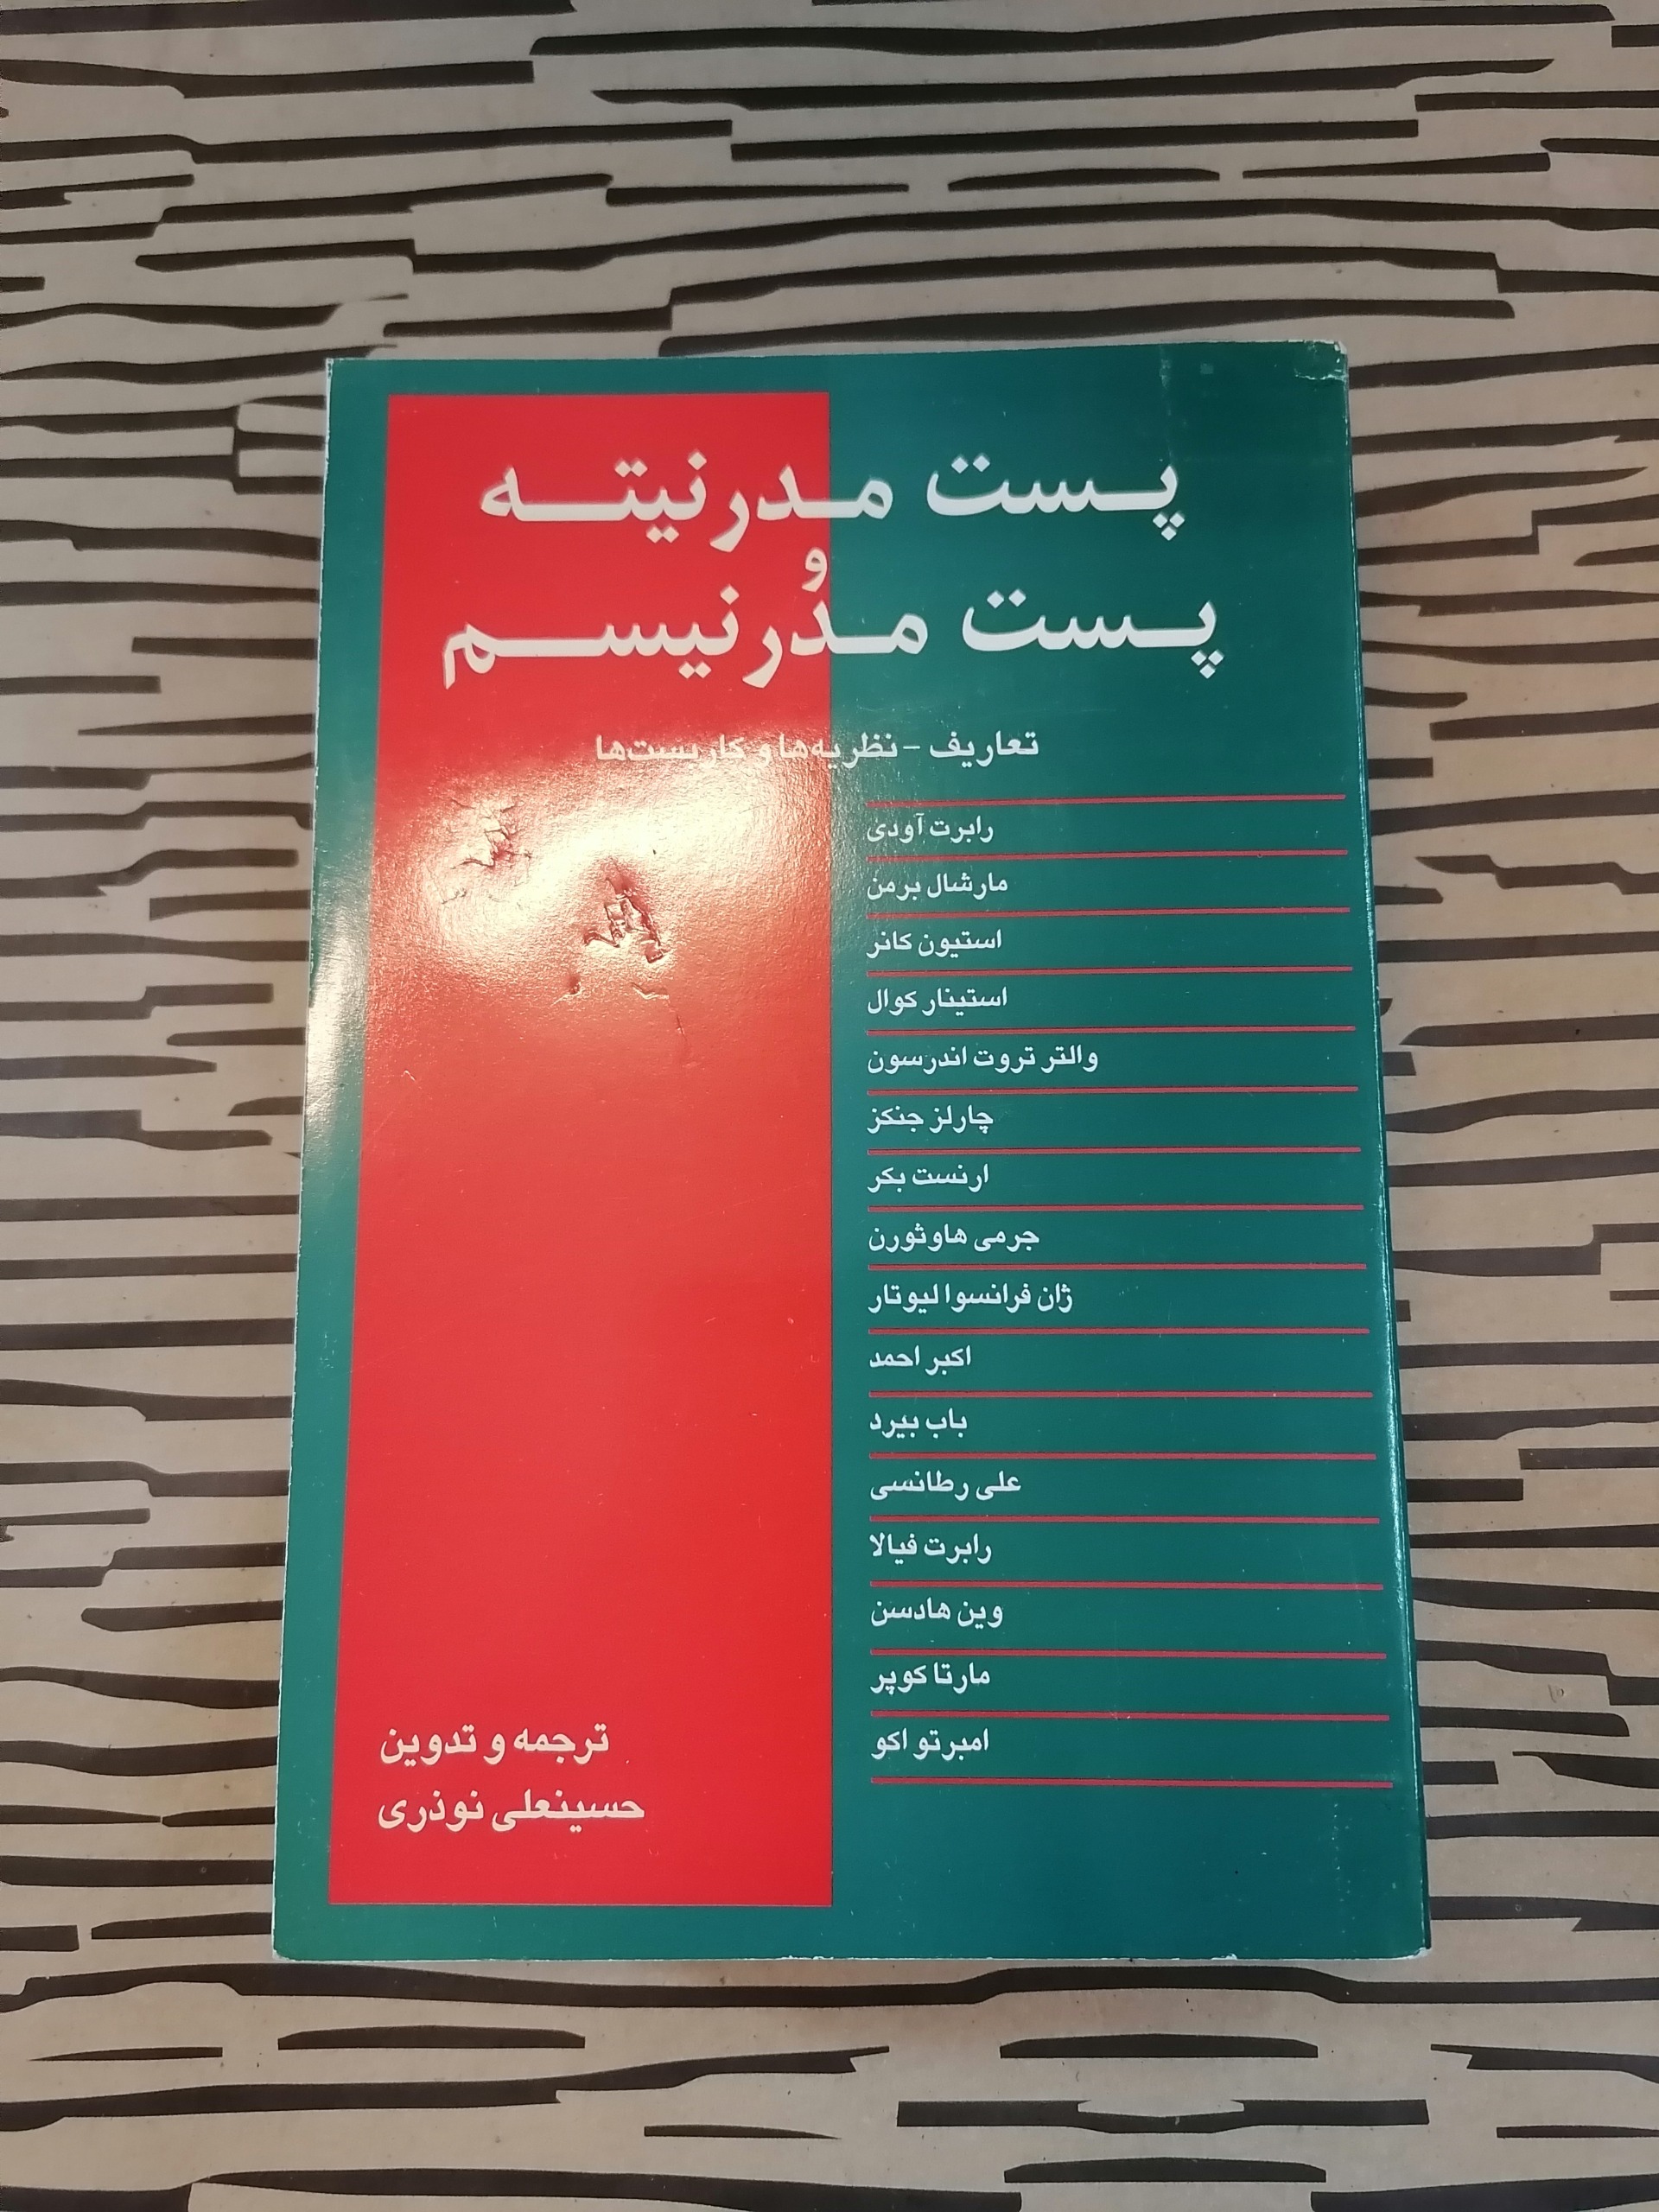 پست مدرنیته
و
پست مدرنیسم
تعاریف - نظریه‌ها و کاربست‌ها
رابرت آودی
مارشال برمن
استیون کانر
استینار کوال
والتر تروت اندرسون
چارلز جنکز
ارنست بکر
جرمی هاوثورن
ژان فرانسوا لیوتار
اکبر احمد
باب بیرد
علی رطانسی
رابرت فیالا
وین هادسن
مارتا کوپر
امبرتو اکو
ترجمه و تدوین
حسینعلی نوذری